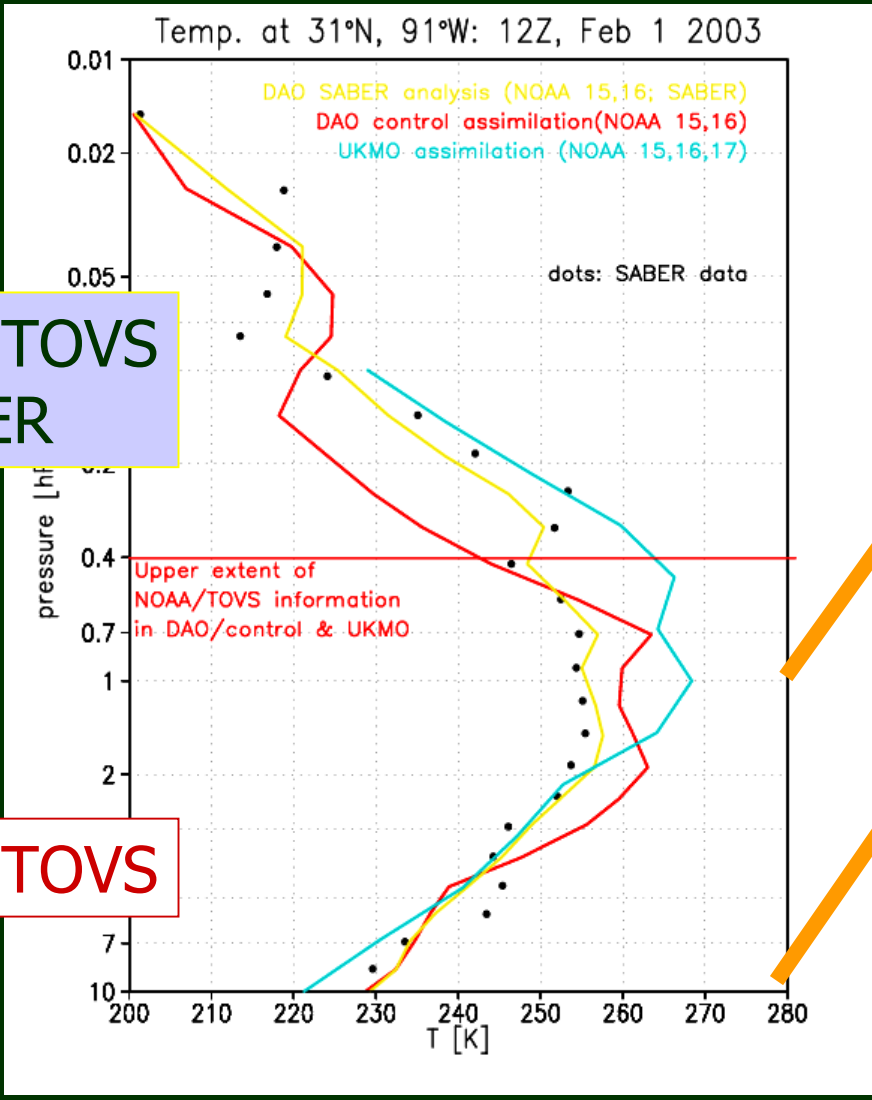 Temp. at 31°N, 91°W: 12Z, Feb 1 2003
0.01
DAO SABER analysis (NOAA 15,16; SABER)
DAO control assimilation(NOAA 15,16)
UKMO assimilation (NOAA 15,16,17)
0.02
0.05
dots: SABER data
TOVS
ER
pressure
0.4
Upper extent of
NOAA/TOVS information
in DAO/control & UKMO
0.7
1
2
TOVS
7
10
200 210 220 230 240 250 260 270 280
T [K]